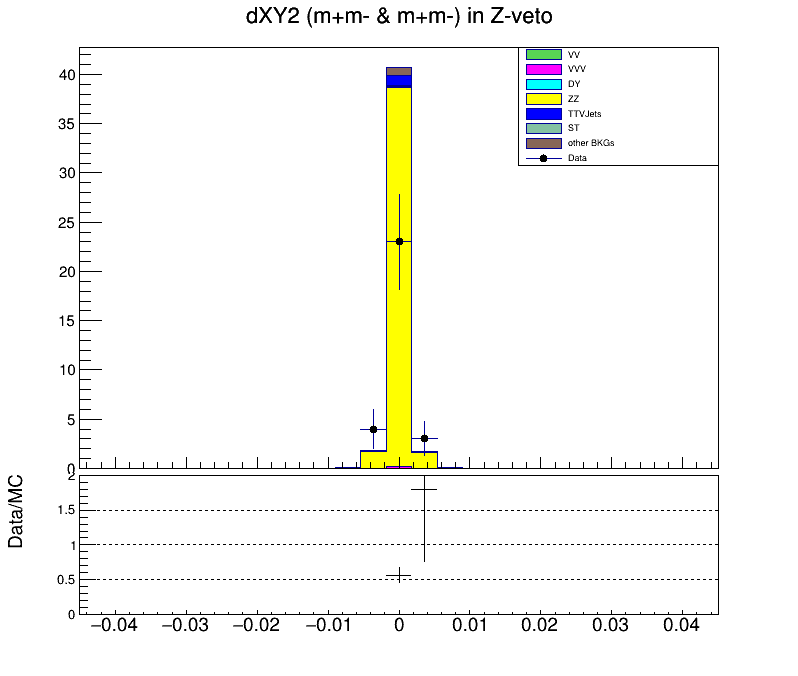 dXY2 (m+m- & m+m-) in Z-veto
VV
VVV
DY
ZZ
TTVJets
ST
other BKGs
Data
40
35
30
25
20
15
10
5
0
Data/MC
2
1.5
1
0.5
0
−0.04 −0.03 −0.02 −0.01 0 0.01 0.02 0.03 0.04